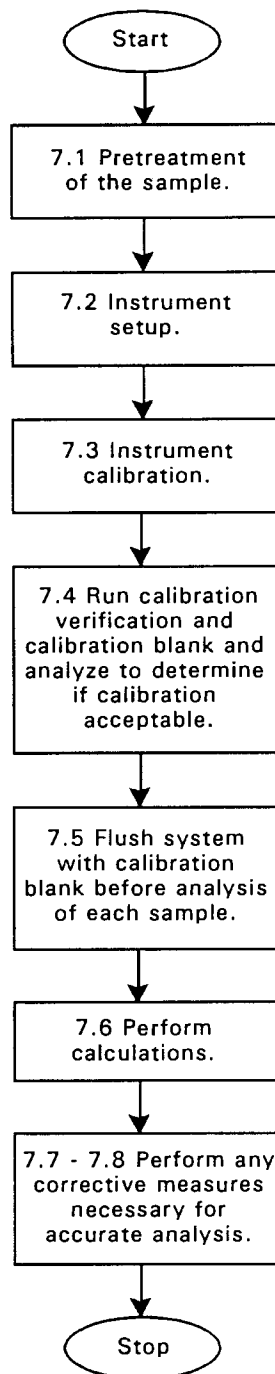 Start
7.1 Pretreatment
of the sample.
7.2 Instrument
setup.
7.3 Instrument
calibration.
7.4 Run calibration
verification and
calibration blank and
analyze to determine
if calibration
acceptable.
7.5 Flush system
with calibration
blank before analysis
of each sample.
7.6 Perform
calculations.
7.7 - 7.8 Perform any
corrective measures
necessary for
accurate analysis.
Stop